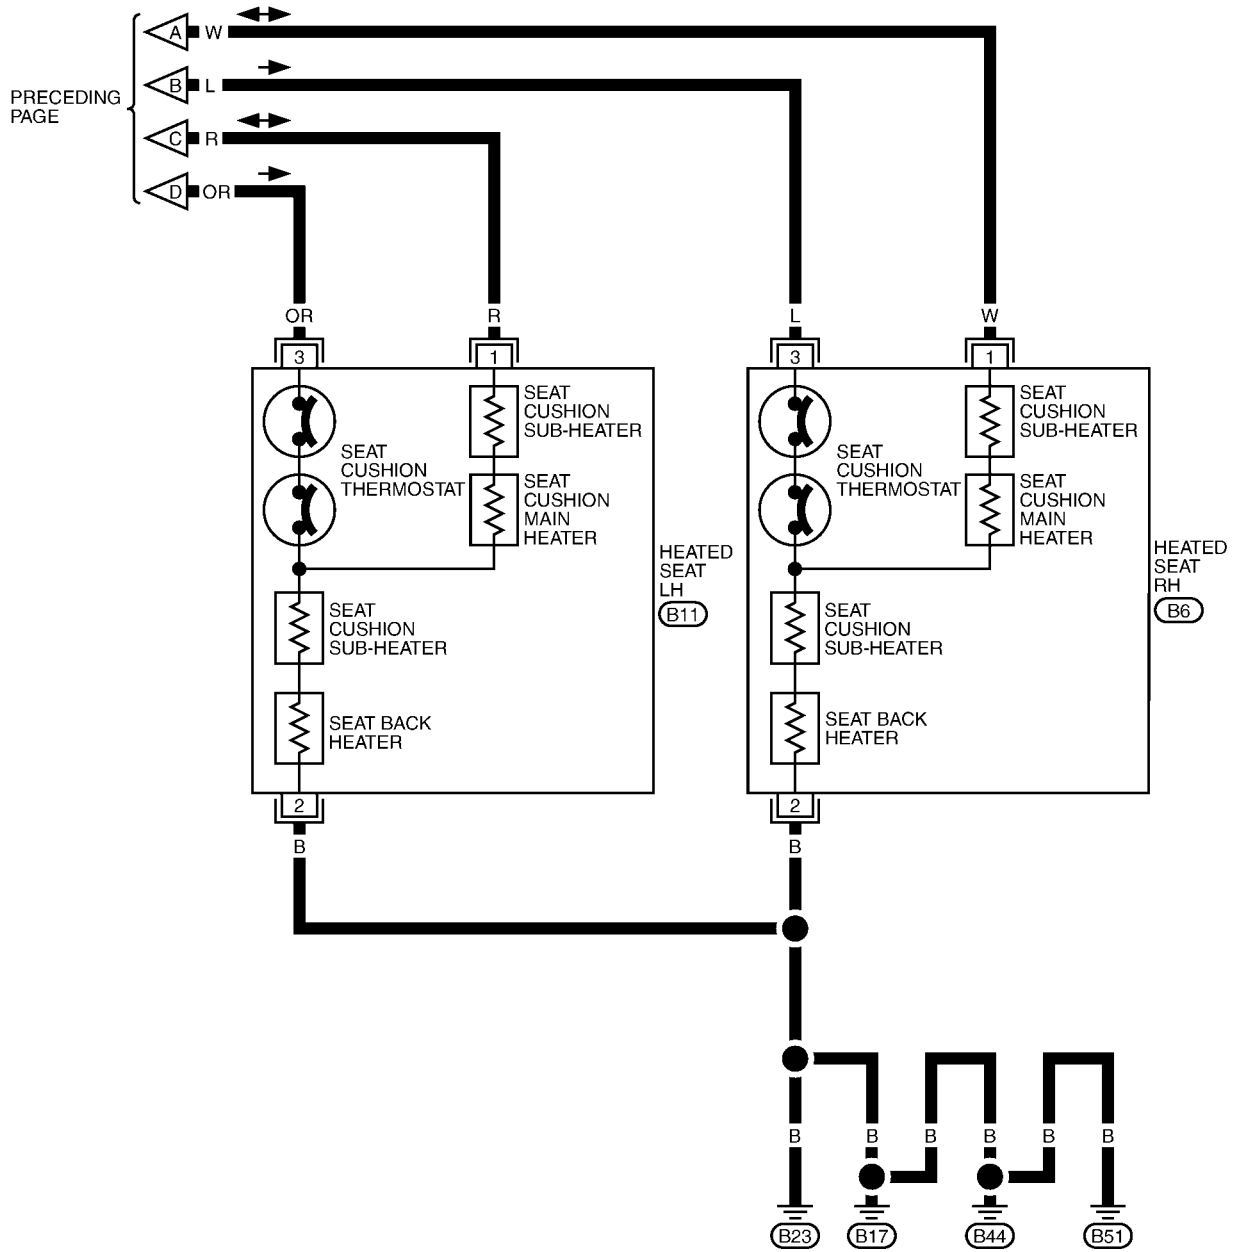 PRECEDING
PAGE
A W
B L
C R
D OR
OR
R
L
W
3
1
3
1
SEAT
CUSHION
SUB-HEATER
SEAT
CUSHION
THERMOSTAT
SEAT
CUSHION
MAIN
HEATER
SEAT
CUSHION
SUB-HEATER
SEAT BACK
HEATER
HEATED
SEAT
LH
B11
SEAT
CUSHION
SUB-HEATER
SEAT
CUSHION
THERMOSTAT
SEAT
CUSHION
MAIN
HEATER
SEAT
CUSHION
SUB-HEATER
SEAT BACK
HEATER
HEATED
SEAT
RH
B6
2
2
B
B
B
B
B
B
B
B
B23
B17
B44
B51